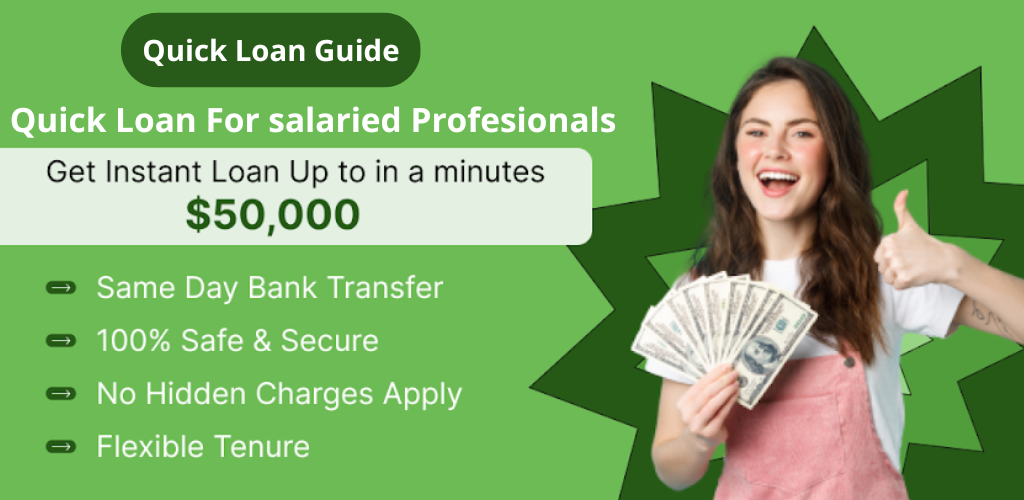 Quick Loan Guide
Quick Loan For salaried Profesionals
Get Instant Loan Up to in a minutes
$50,000
Same Day Bank Transfer
100% Safe & Secure
No Hidden Charges Apply
Flexible Tenure